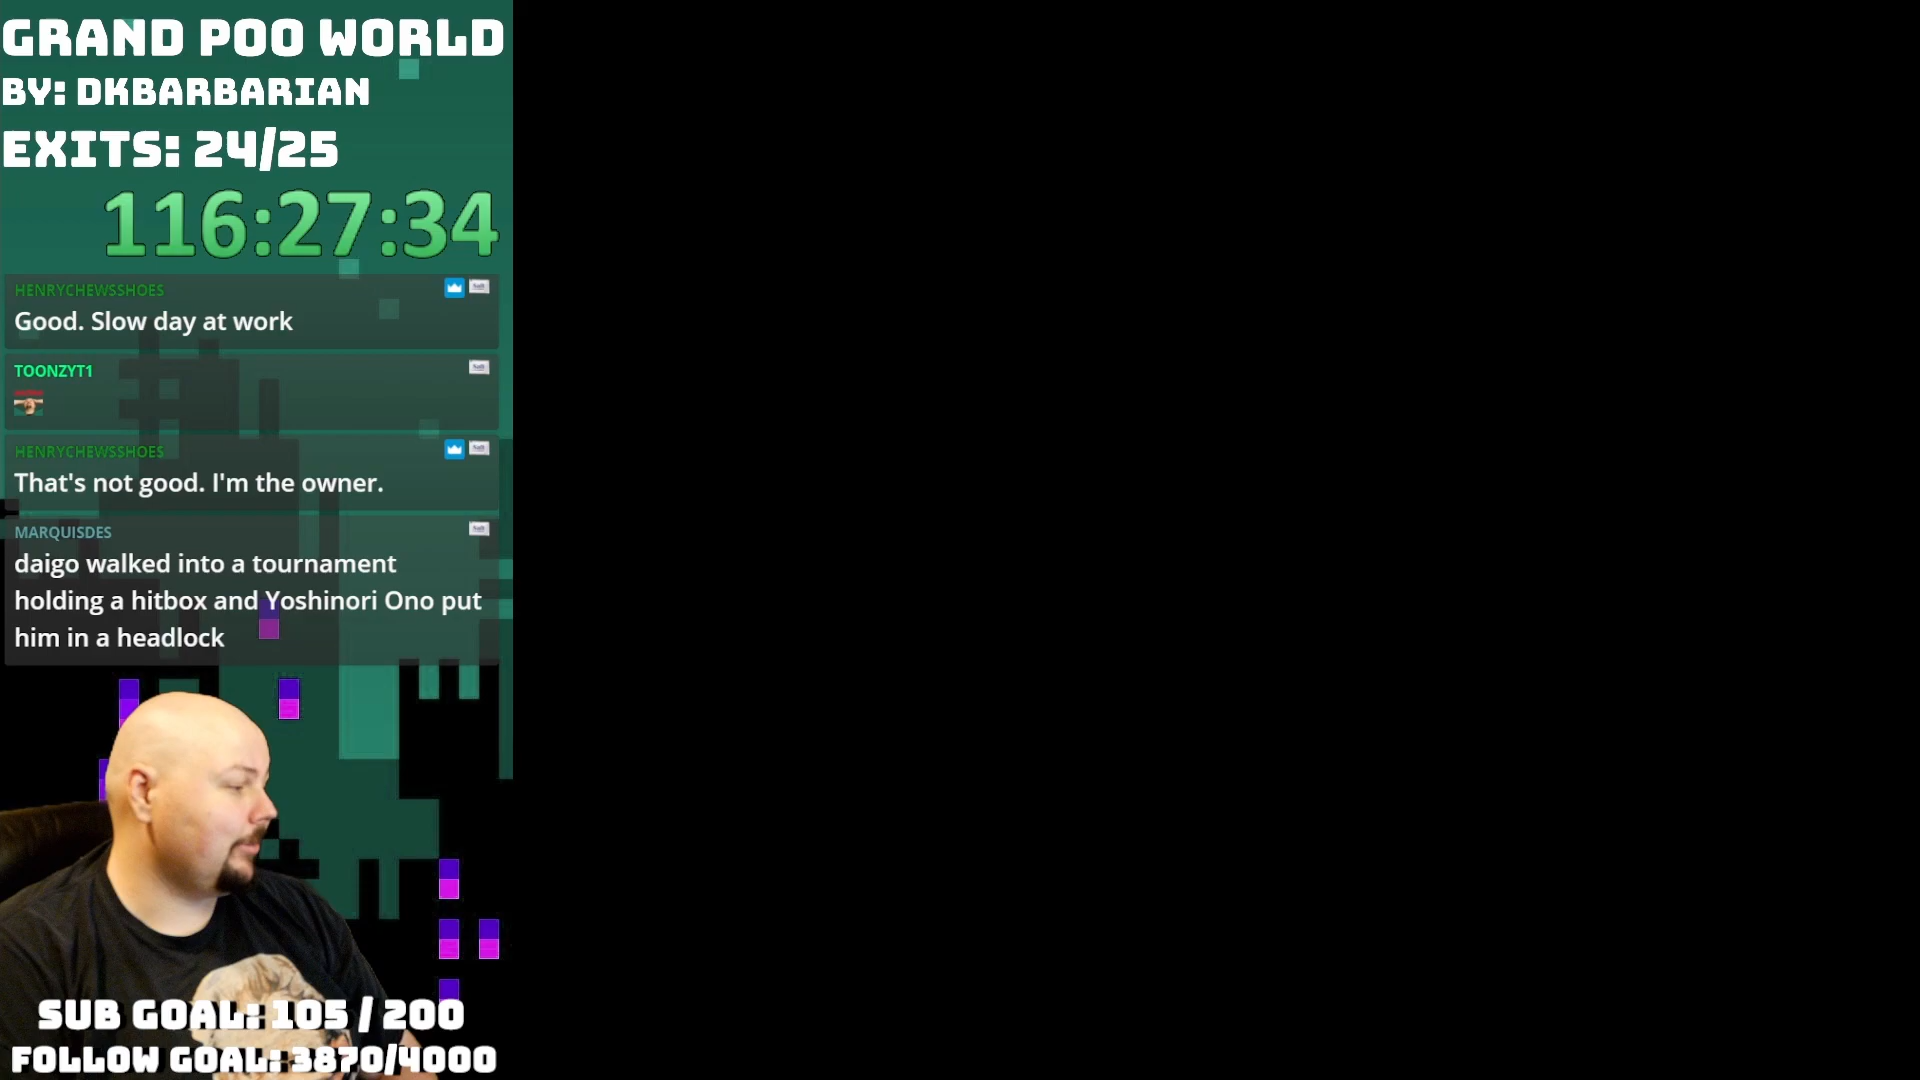 GRAND POO WORLD
BY: DKBARBARIAN
EXITS: 24/25
116:27:34
HENRYCHEWSSHOES
Good. Slow day at work
TOONZYT1
HENRYCHEWSSHOES
That's not good. I'm the owner.
MARQUISDES
daigo walked into a tournament
holding a hitbox and Yoshinori Ono put
him in a headlock
SUB GOAL: 105 / 200
FOLLOW GOAL: 3870/4000